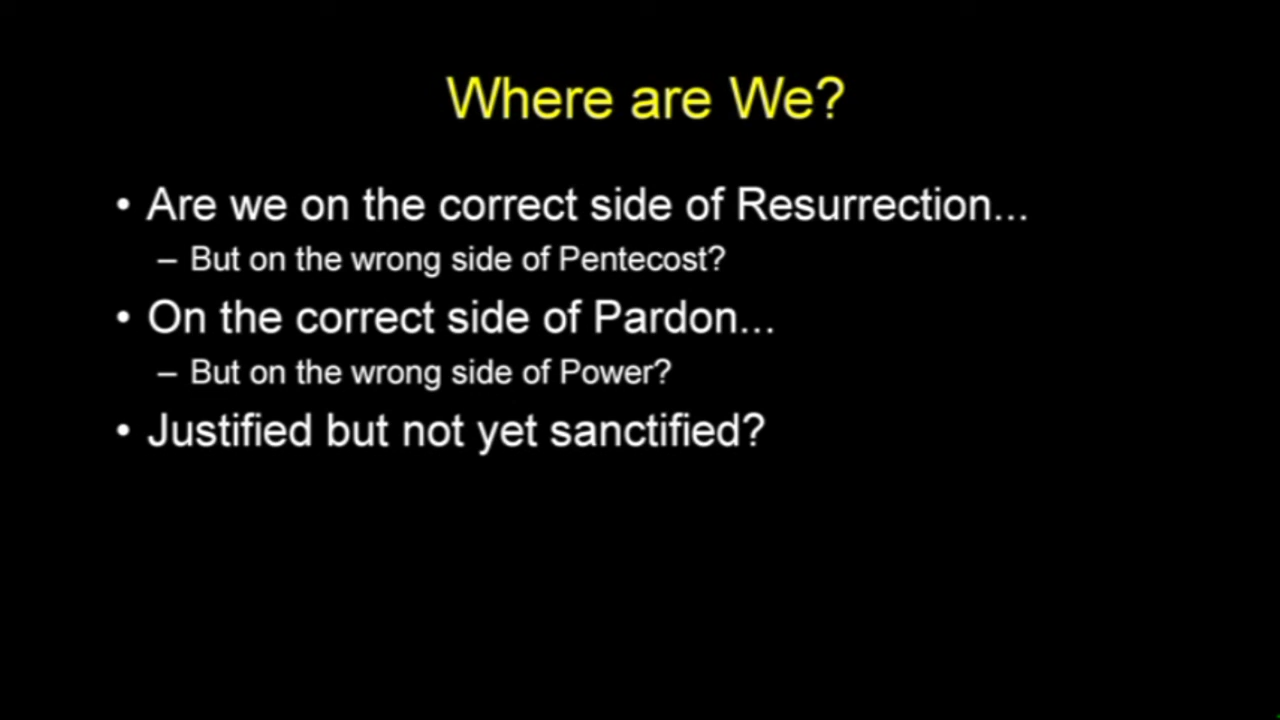 Where are We?
• Are we on the correct side of Resurrection...
– But on the wrong side of Pentecost?
• On the correct side of Pardon...
– But on the wrong side of Power?
• Justified but not yet sanctified?